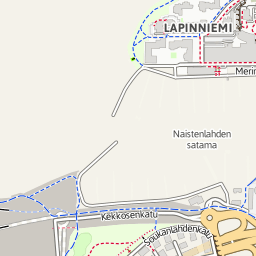 LAPINNIEMI
Merin
Naistenlahden
satama
Kekkosenkatu
Soukanlahdenkatu